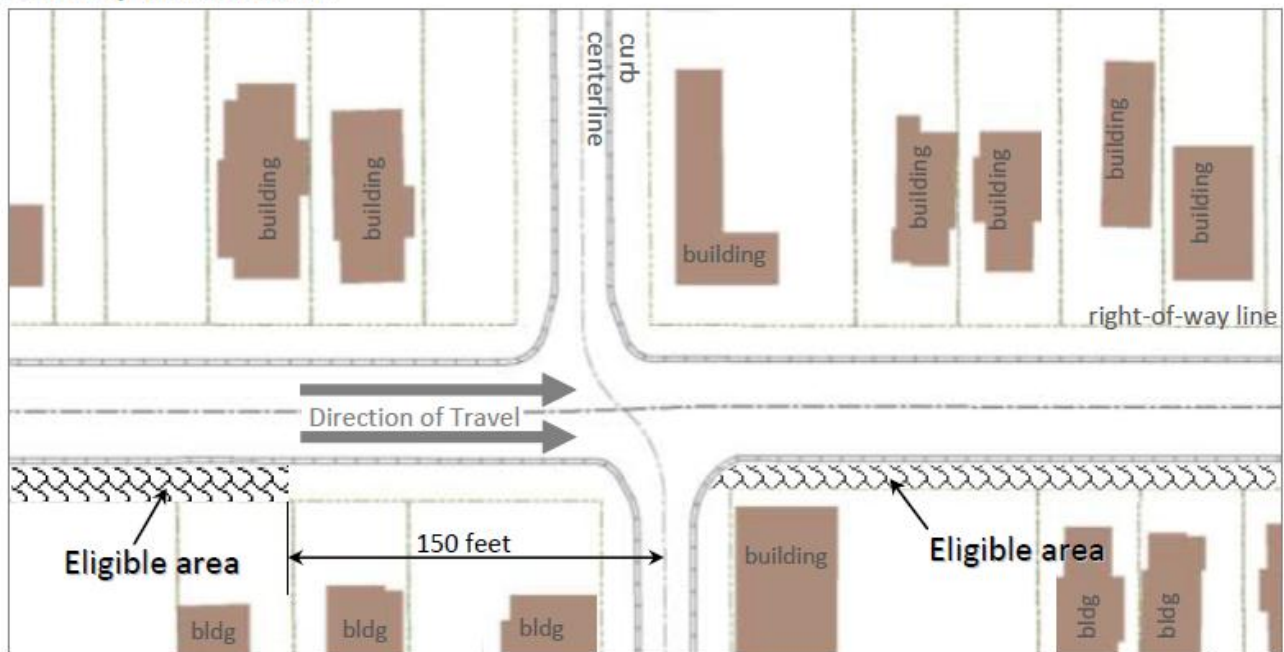 curb
centerline
building
building
building
building
building
building
building
right-of-way line
Direction of Travel
Eligible area
150 feet
building
Eligible area
bldg
bldg
bldg
bldg
bldg